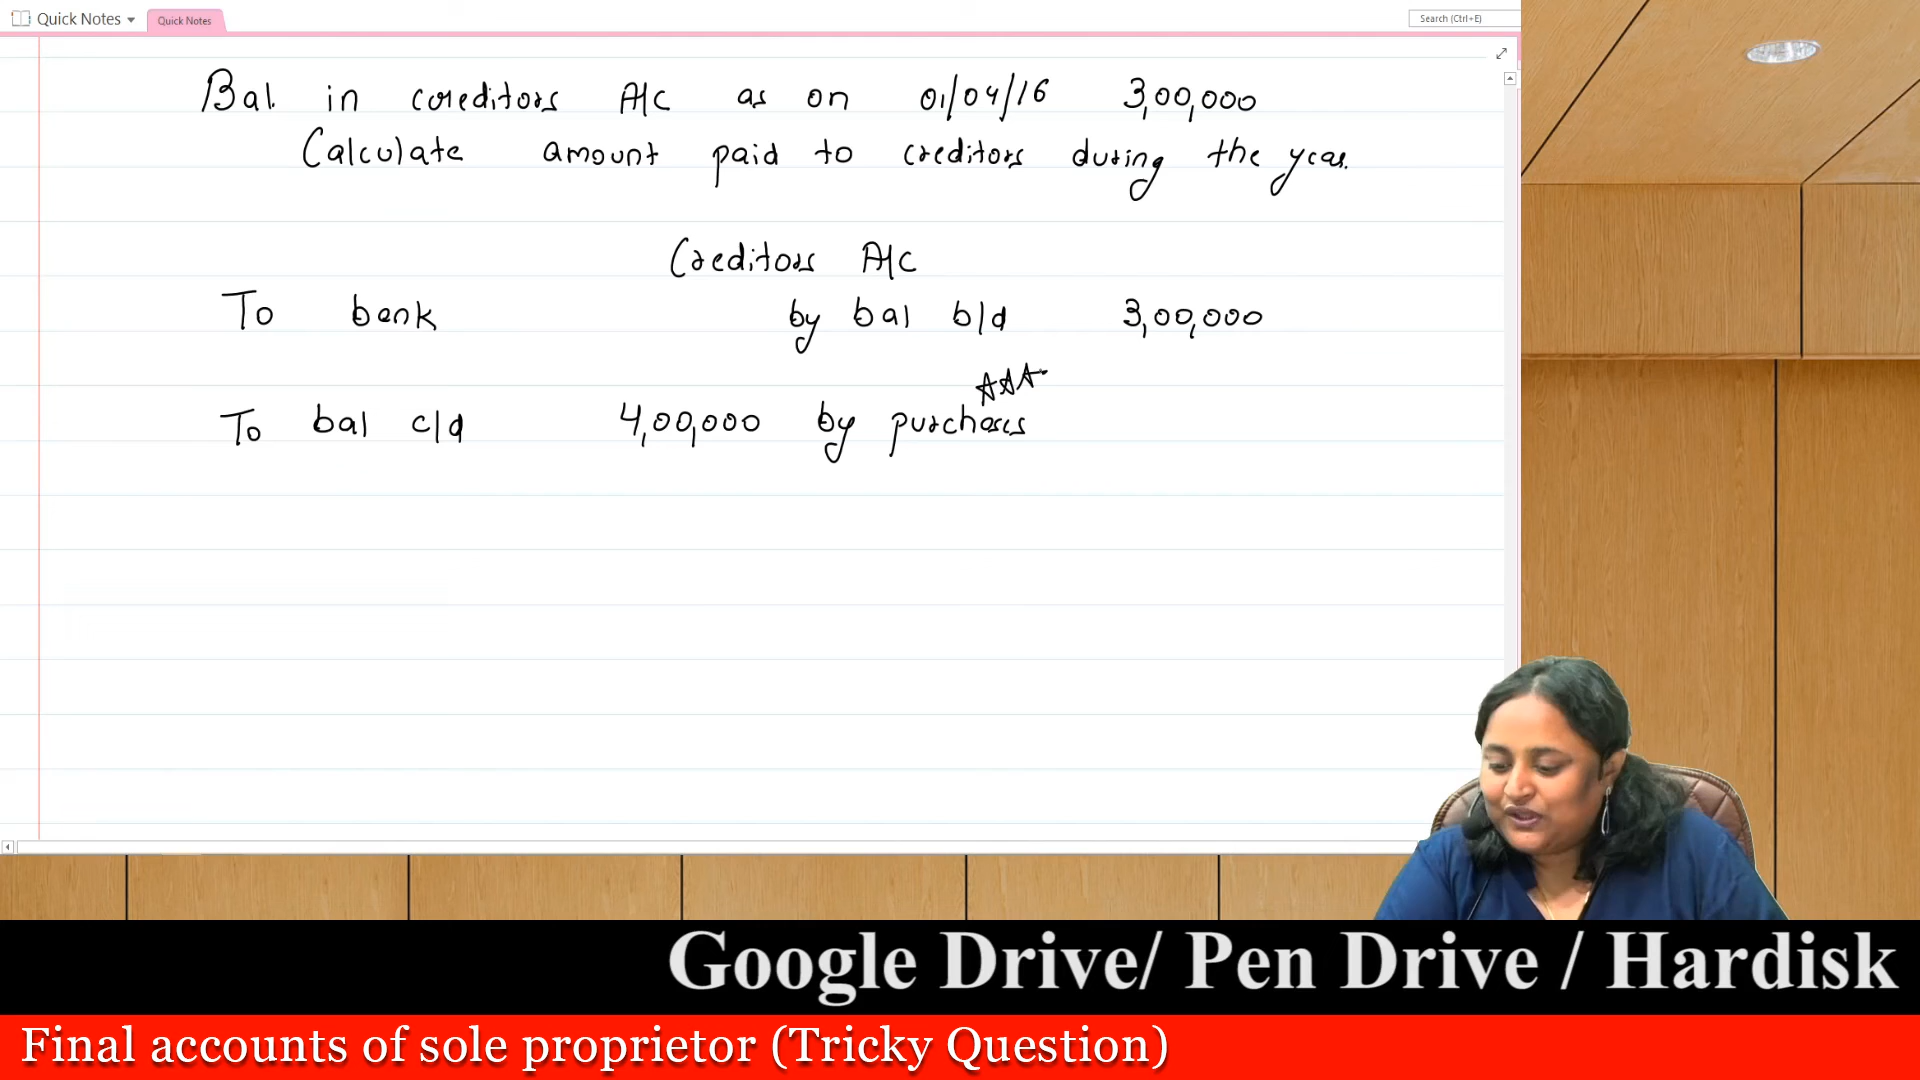 Quick Notes
Quick Notes
Search (Ctrl+E)
Bal. in creditors A/c as on 01/04/16 3,00,000
Calculate amount paid to creditors during the year.
Creditors A/c
To bank by bal b/d 3,00,000
To bal c/d 4,00,000 by purchases
Google Drive/ Pen Drive / Hardisk
Final accounts of sole proprietor (Tricky Question)